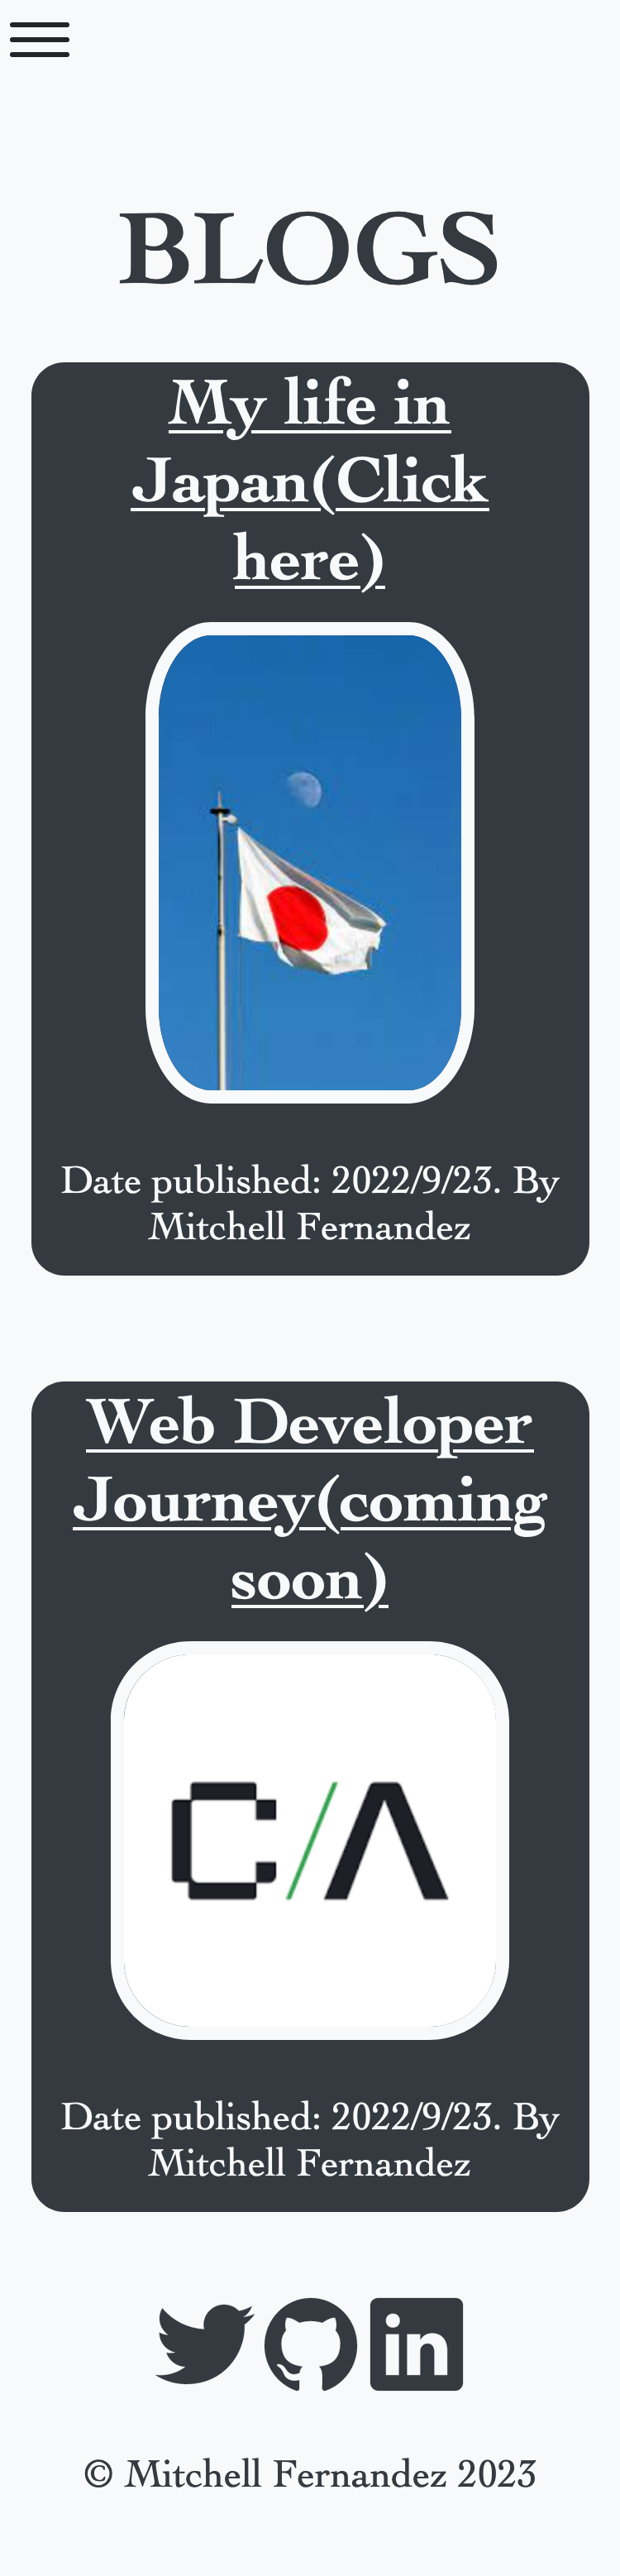 BLOGS
My life in
Japan(Click
here)
Date published: 2022/9/23. By
Mitchell Fernandez
Web Developer
Journey(coming
soon)
C/A
Date published: 2022/9/23. By
Mitchell Fernandez
in
© Mitchell Fernandez 2023